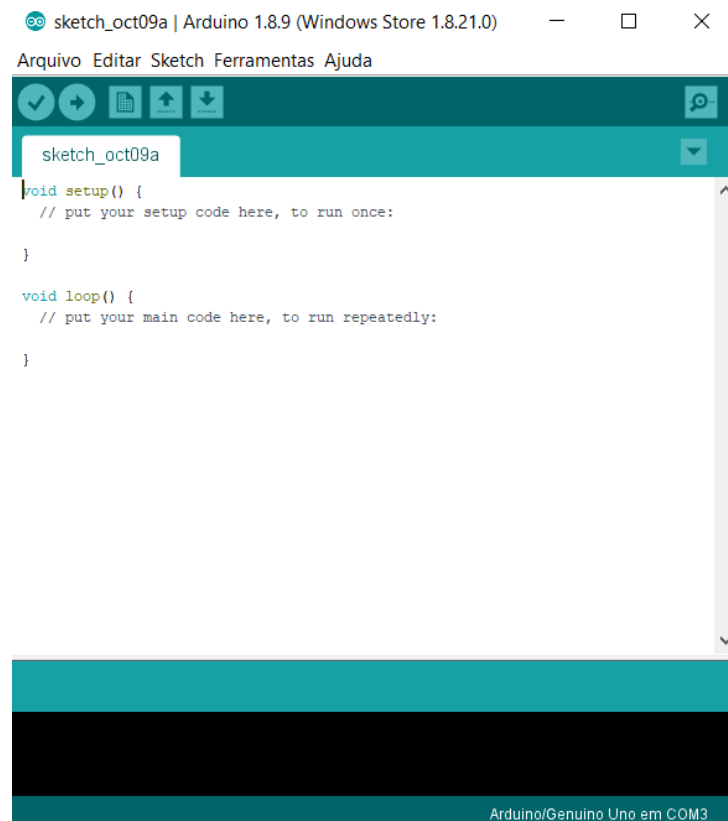 sketch_oct09a | Arduino 1.8.9 (Windows Store 1.8.21.0)
Arquivo Editar Sketch Ferramentas Ajuda
sketch_oct09a
void setup() {
  // put your setup code here, to run once:
}
void loop() {
  // put your main code here, to run repeatedly:
}
Arduino/Genuino Uno em COM3